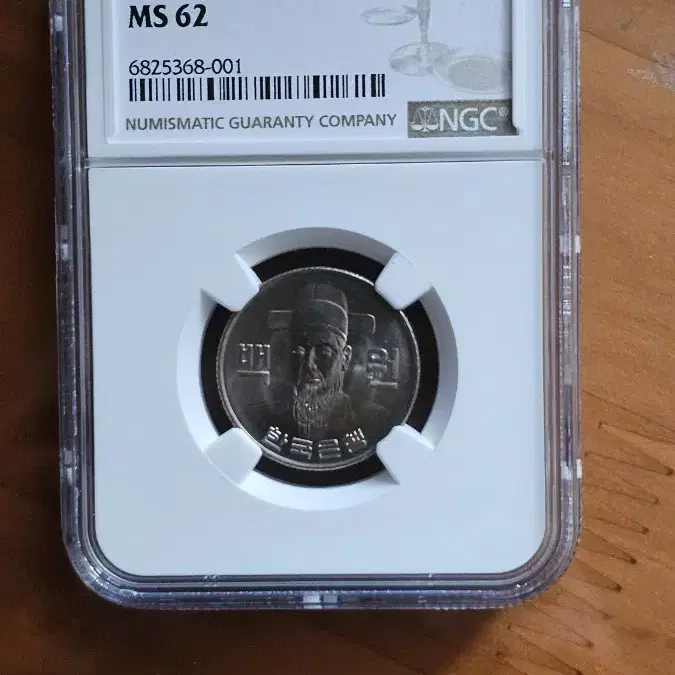 MS 62
6825368-001
NUMISMATIC GUARANTY COMPANY
NGC
백 원
한국은행